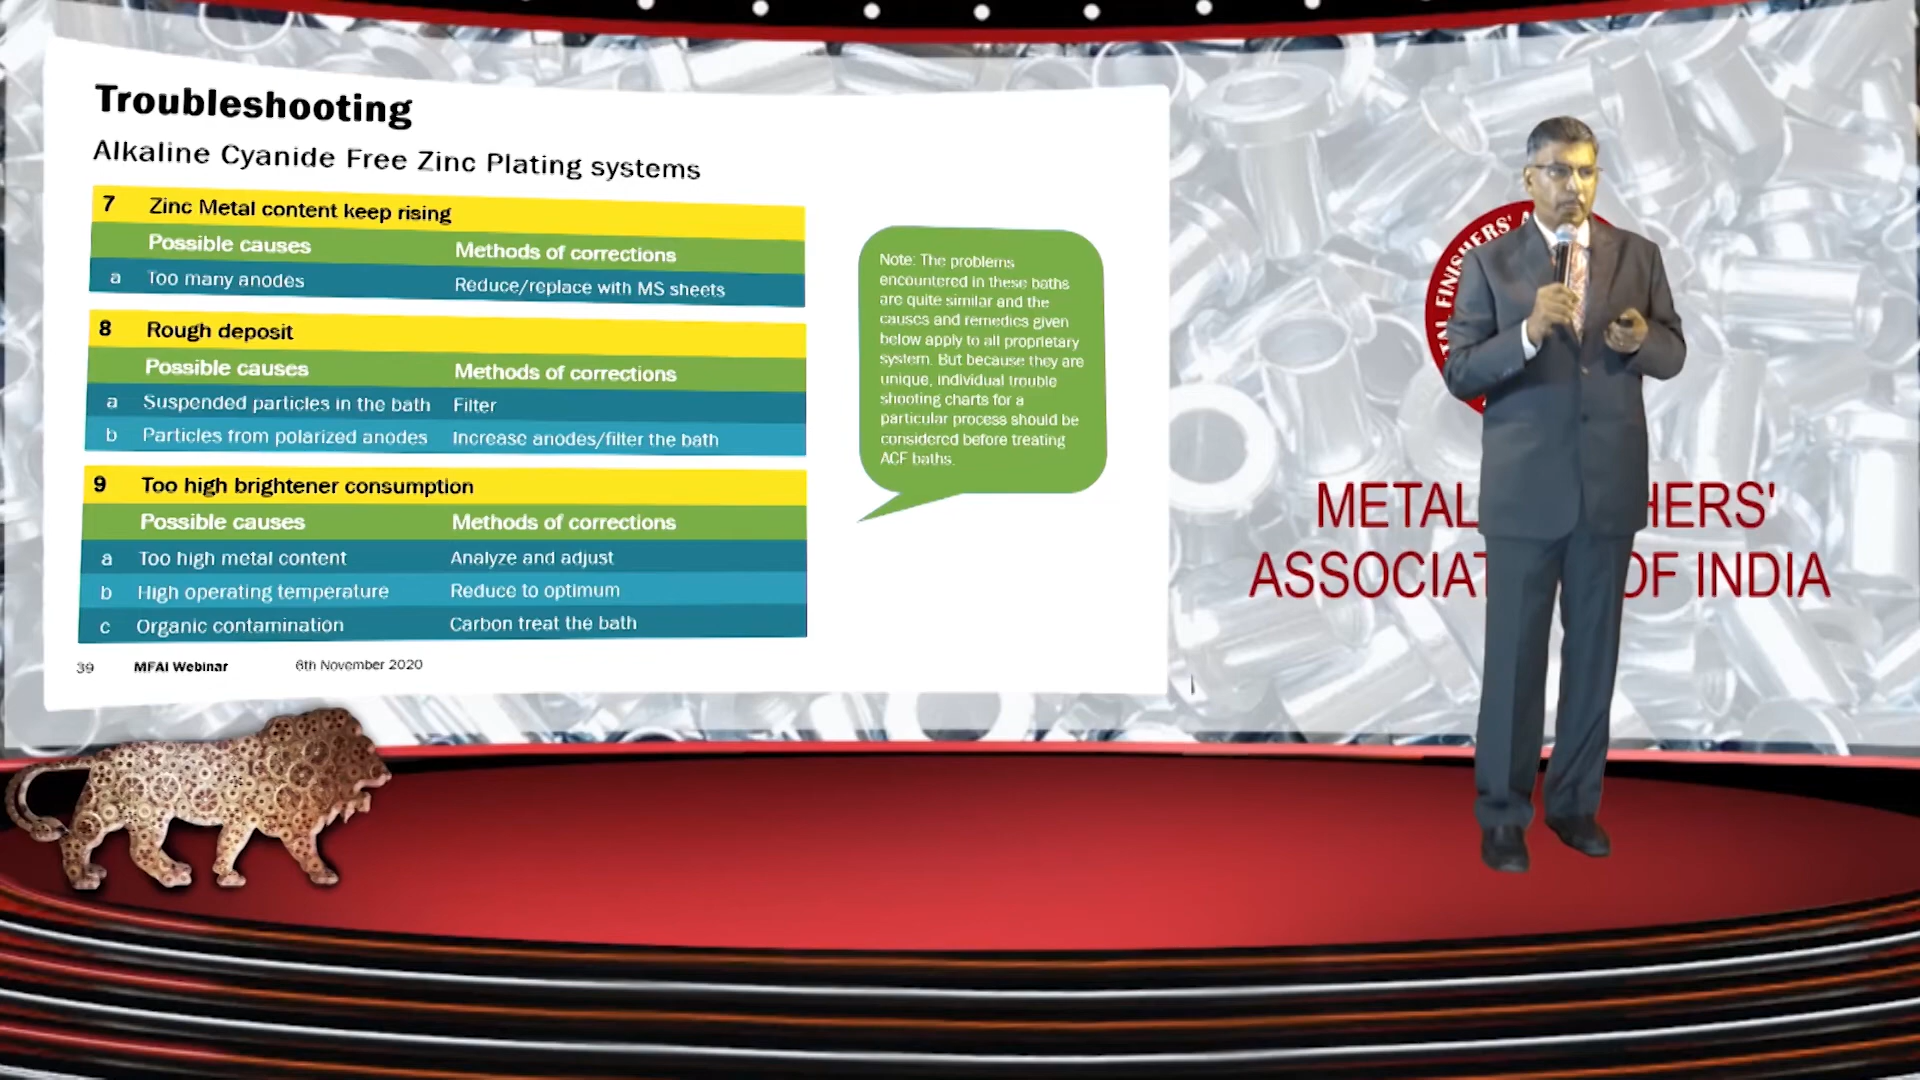 Troubleshooting
Alkaline Cyanide Free Zinc Plating systems
7 Zinc Metal content keep rising
Possible causes Methods of corrections
a Too many anodes Reduce/replace with MS sheets
8 Rough deposit
Possible causes Methods of corrections
a Suspended particles in the bath Filter
b Particles from polarized anodes Increase anodes/filter the bath
9 Too high brightener consumption
Possible causes Methods of corrections
a Too high metal content Analyze and adjust
b High operating temperature Reduce to optimum
c Organic contamination Carbon treat the bath
39 MFAI Webinar 6th November 2020
Note: The problems
encountered in these baths
are quite similar and the
causes and remedies given
below apply to all proprietary
system. But because they are
unique, individual trouble
shooting charts for a
particular process should be
considered before treating
ACF baths.
METAL HERS'
ASSOCIAT OF INDIA